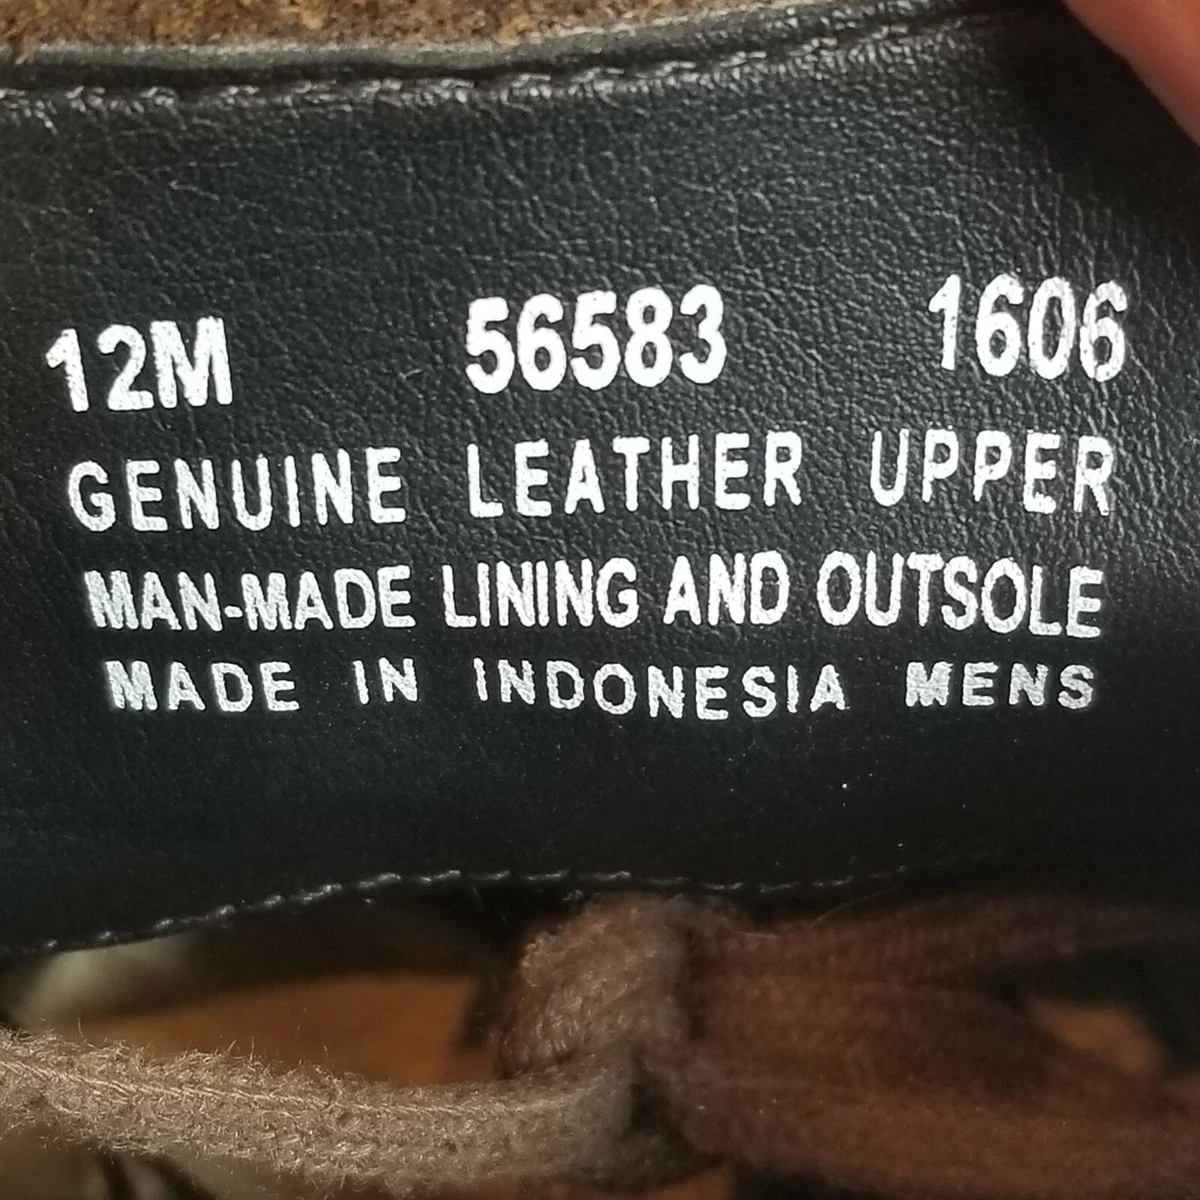 12M 56583 1606
GENUINE LEATHER UPPER
MAN-MADE LINING AND OUTSOLE
MADE IN INDONESIA MENS